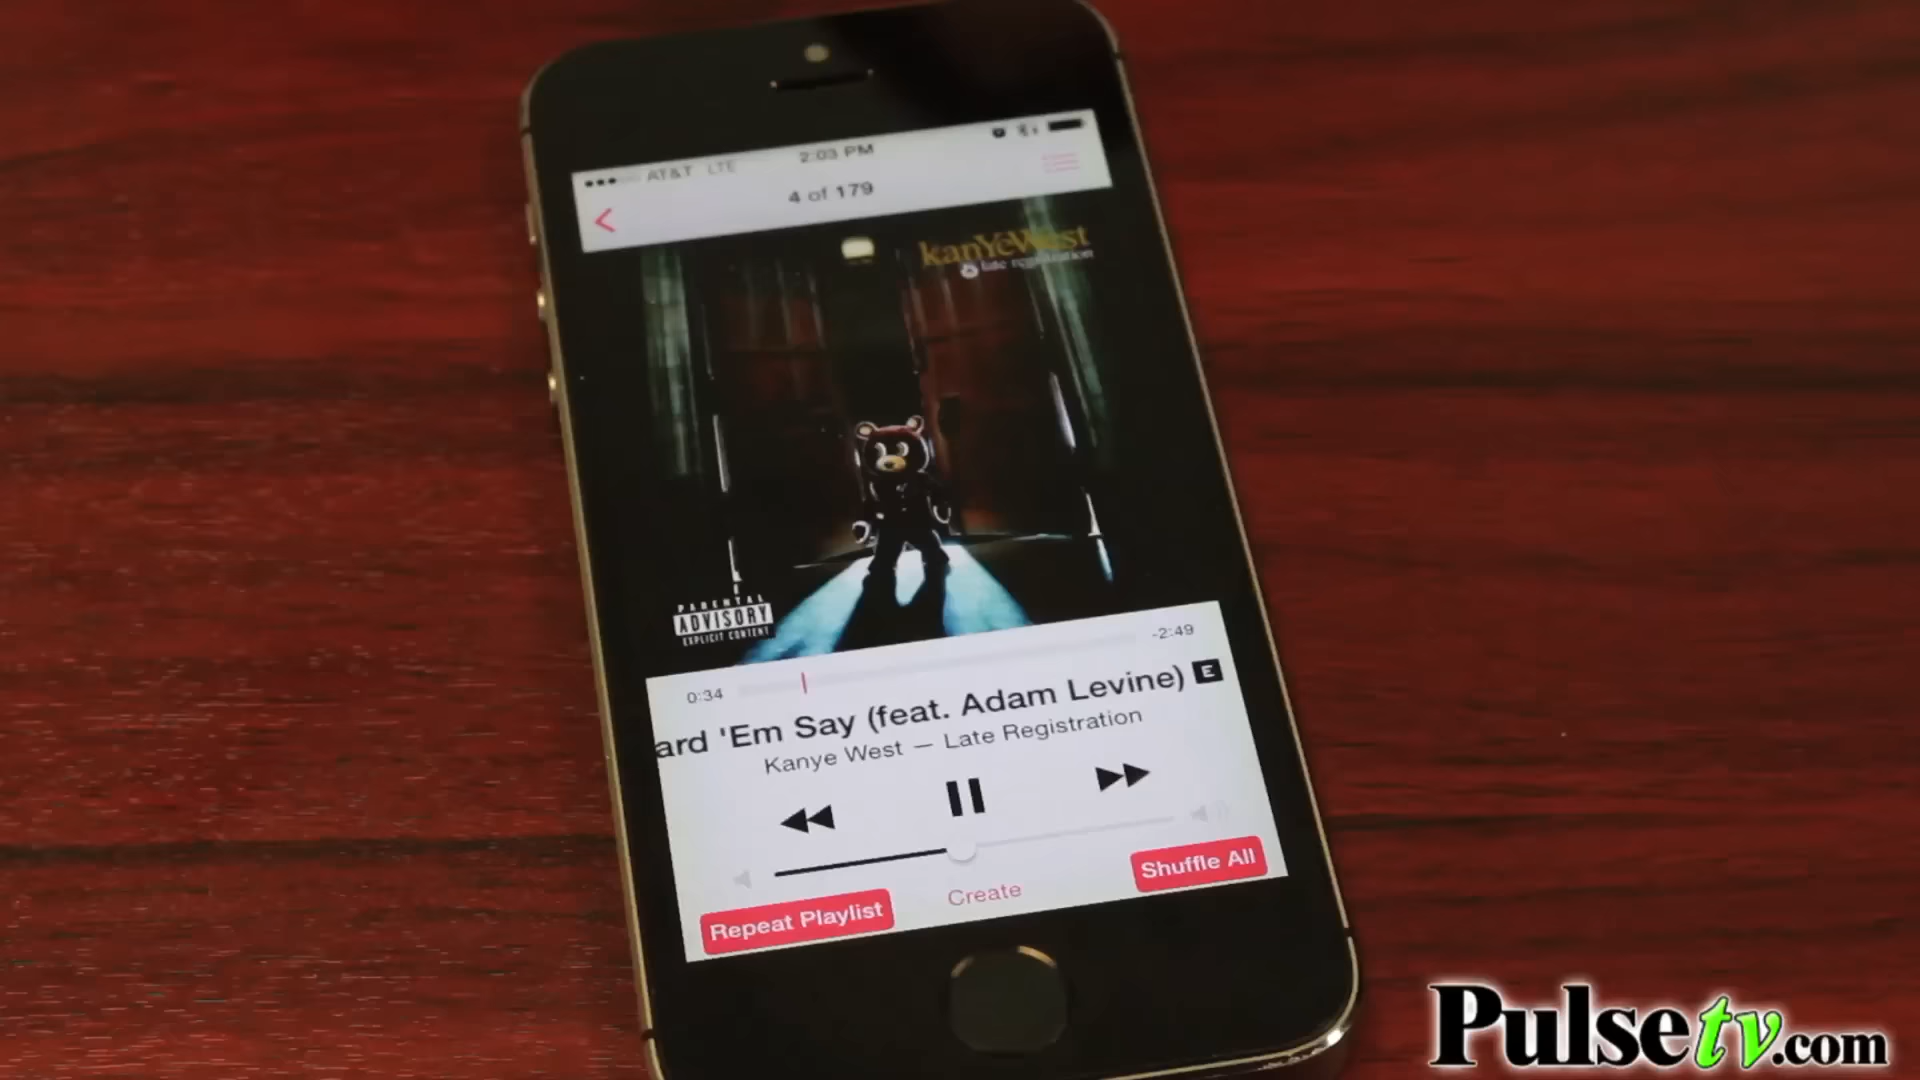 AT&T LTE 2:03 PM
4 of 179
kanYeWest
late registration
PARENTAL
ADVISORY
EXPLICIT CONTENT
0:34 -2:49
ard 'Em Say (feat. Adam Levine) E
Kanye West — Late Registration
Repeat Playlist Create Shuffle All
Pulsetv.com